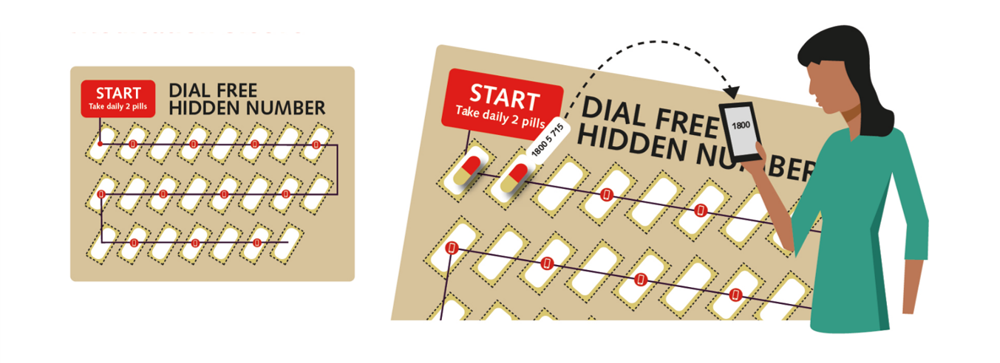 START
Take daily 2 pills
DIAL FREE
HIDDEN NUMBER
START
Take daily 2 pills
1800 5 715
DIAL FREE
HIDDEN NUMBER
1800